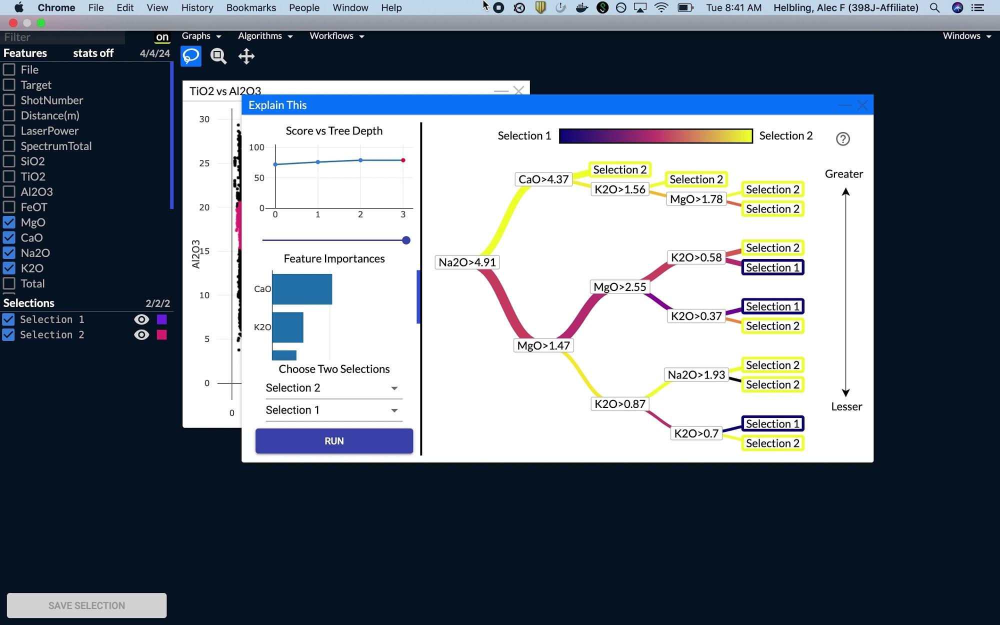 Chrome File Edit View History Bookmarks People Window Help Tue 8:41 AM Helbling, Alec F (398J-Affiliate)
Filter on Graphs Algorithms Workflows Windows
Features stats off 4/4/24
File
Target
ShotNumber
Distance(m)
LaserPower
SpectrumTotal
SiO2
TiO2
Al2O3
FeOT
MgO
CaO
Na2O
K2O
Total
Selections 2/2/2
Selection 1
Selection 2
SAVE SELECTION
TiO2 vs Al2O3
30
25
20
15
10
5
0
Al2O3
0
Explain This
Score vs Tree Depth
100
50
0
0 1 2 3
Feature Importances
CaO
K2O
Choose Two Selections
Selection 2
Selection 1
RUN
Selection 1 Selection 2
Greater
Lesser
Selection 2
CaO>4.37
Selection 2
K2O>1.56
Selection 2
MgO>1.78
Selection 2
Selection 2
K2O>0.58
Na2O>4.91
Selection 1
MgO>2.55
Selection 1
K2O>0.37
Selection 2
MgO>1.47
Selection 2
Na2O>1.93
Selection 2
K2O>0.87
Selection 1
K2O>0.7
Selection 2